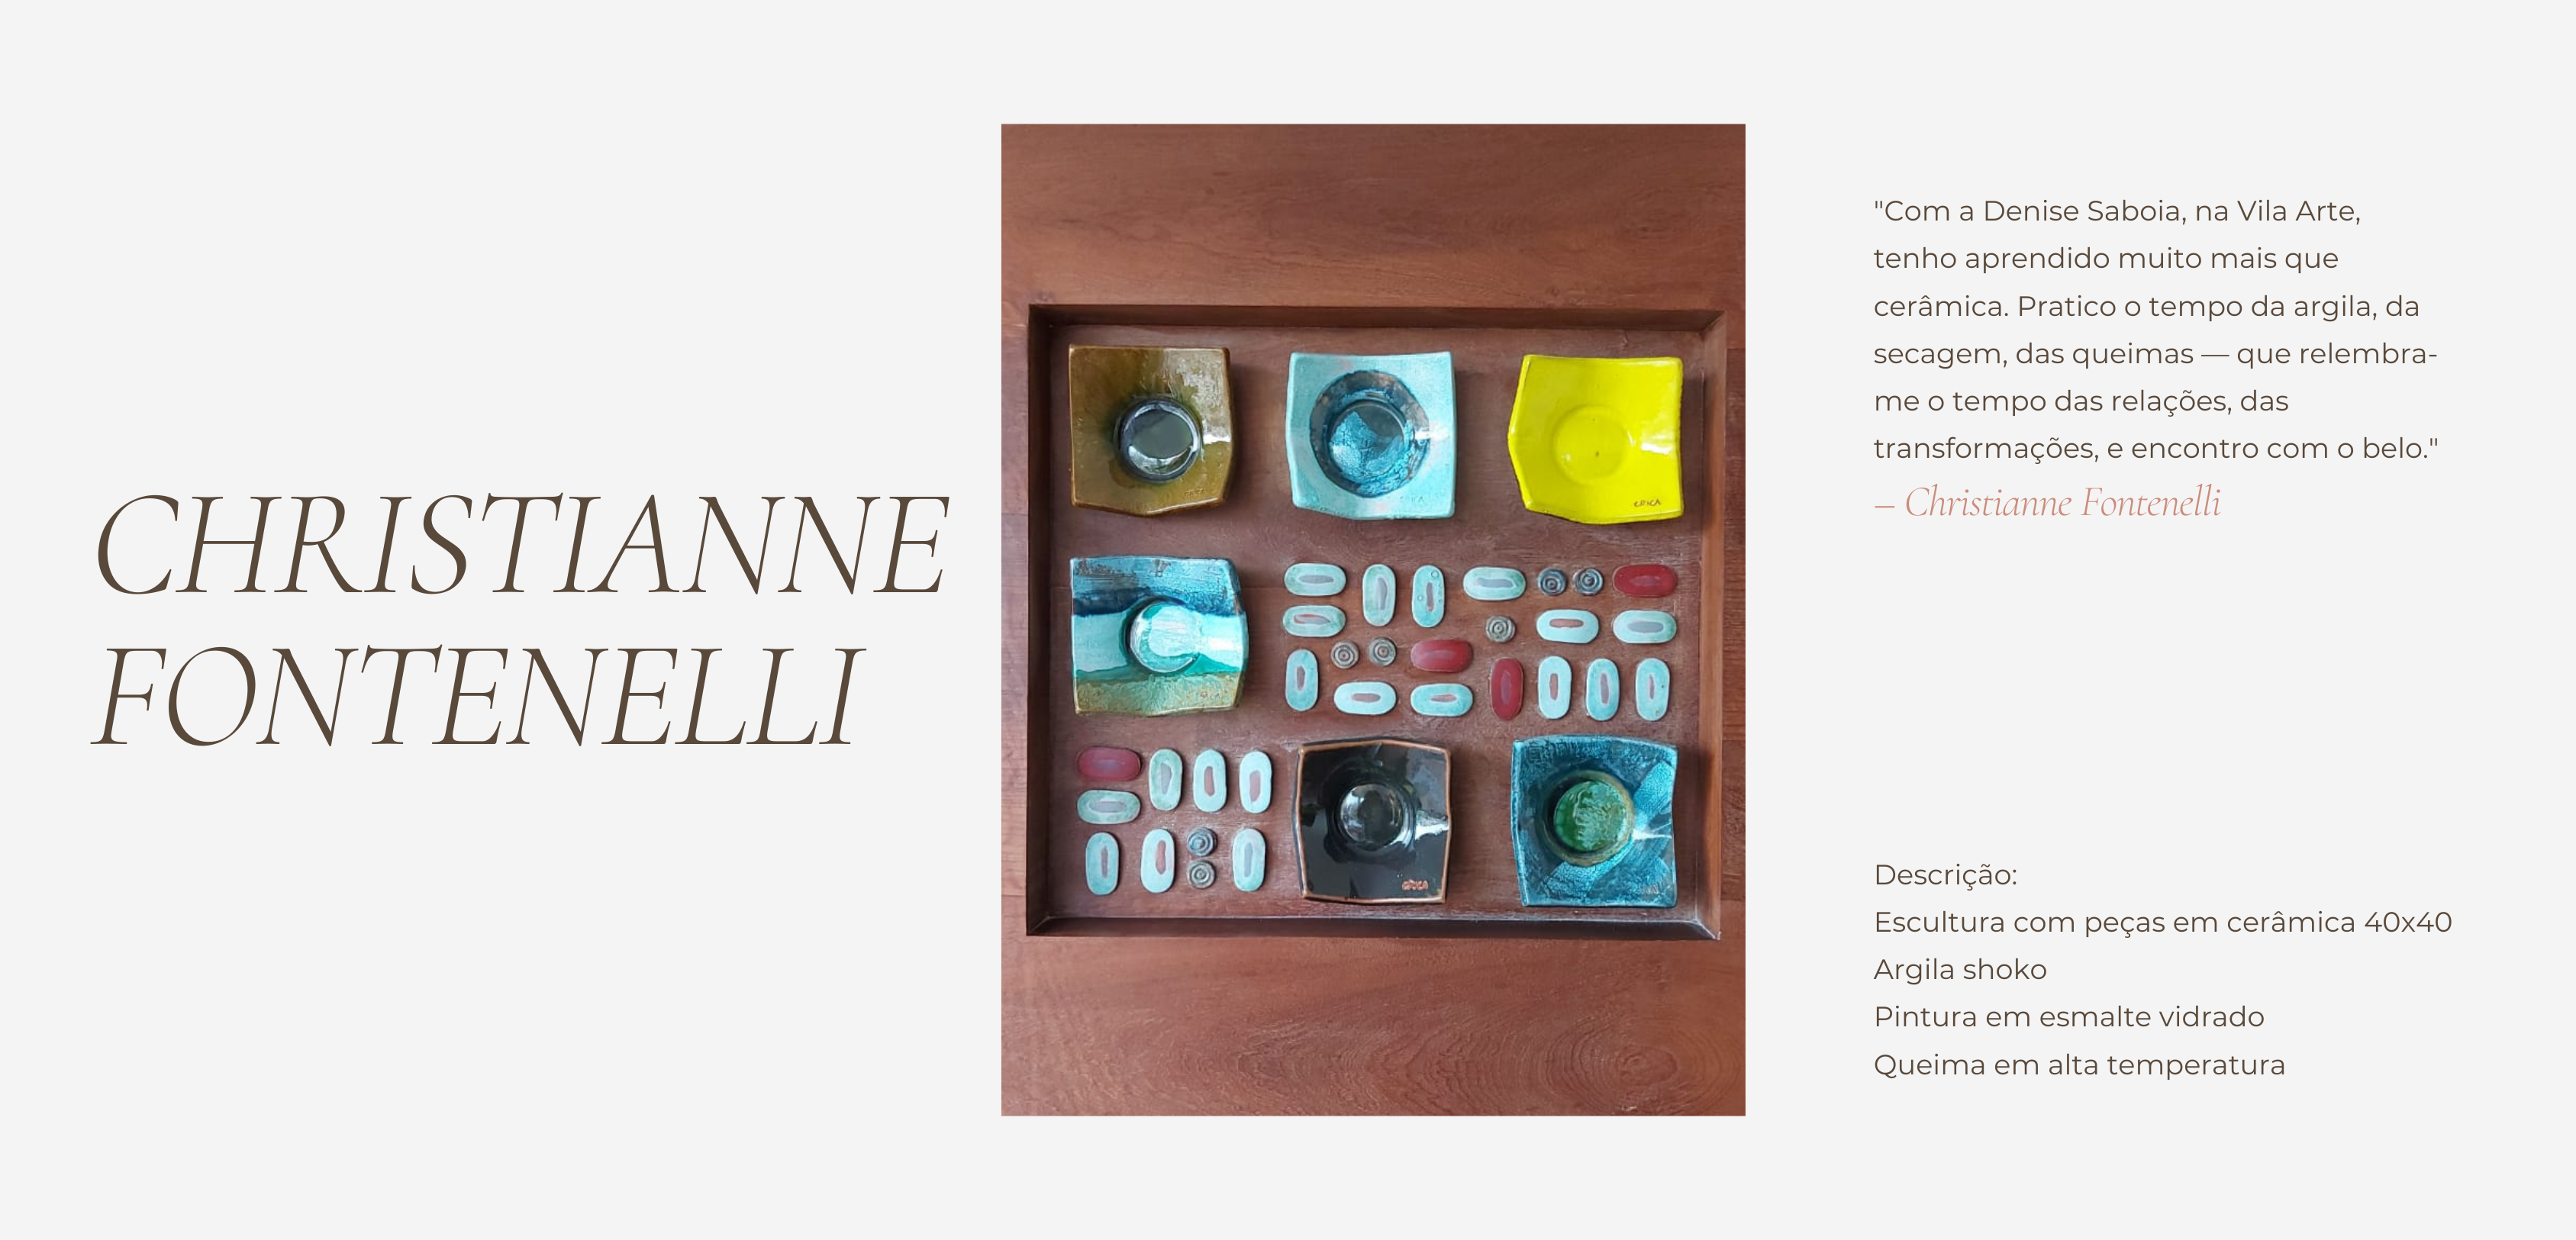 CHRISTIANNE
FONTENELLI
"Com a Denise Saboia, na Vila Arte,
tenho aprendido muito mais que
cerâmica. Pratico o tempo da argila, da
secagem, das queimas — que relembra-
me o tempo das relações, das
transformações, e encontro com o belo."
– Christianne Fontenelli
Descrição:
Escultura com peças em cerâmica 40x40
Argila shoko
Pintura em esmalte vidrado
Queima em alta temperatura